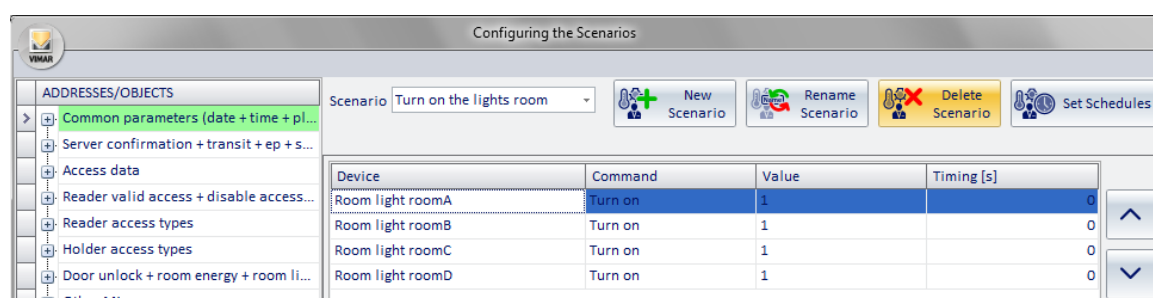 Configuring the Scenarios
VIMAR
ADDRESSES/OBJECTS
Common parameters (date + time + pl...
Server confirmation + transit + ep + s...
Access data
Reader valid access + disable access...
Reader access types
Holder access types
Door unlock + room energy + room li...
Scenario Turn on the lights room
New
Scenario
Rename
Scenario
Delete
Scenario
Set Schedules
Device Command Value Timing [s]
Room light roomA Turn on 1 0
Room light roomB Turn on 1 0
Room light roomC Turn on 1 0
Room light roomD Turn on 1 0